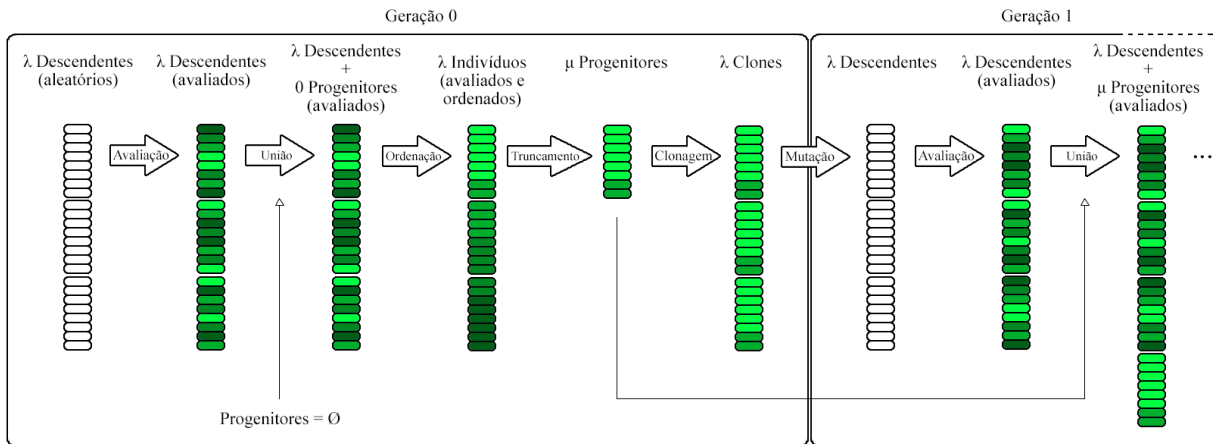 Geração 0
Geração 1
λ Descendentes
(aleatórios)
λ Descendentes
(avaliados)
λ Descendentes
+
0 Progenitores
(avaliados)
λ Indivíduos
(avaliados e
ordenados)
μ Progenitores
λ Clones
λ Descendentes
λ Descendentes
(avaliados)
λ Descendentes
+
μ Progenitores
(avaliados)
Avaliação
União
Ordenação
Truncamento
Clonagem
Mutação
Avaliação
União
...
Progenitores = Ø